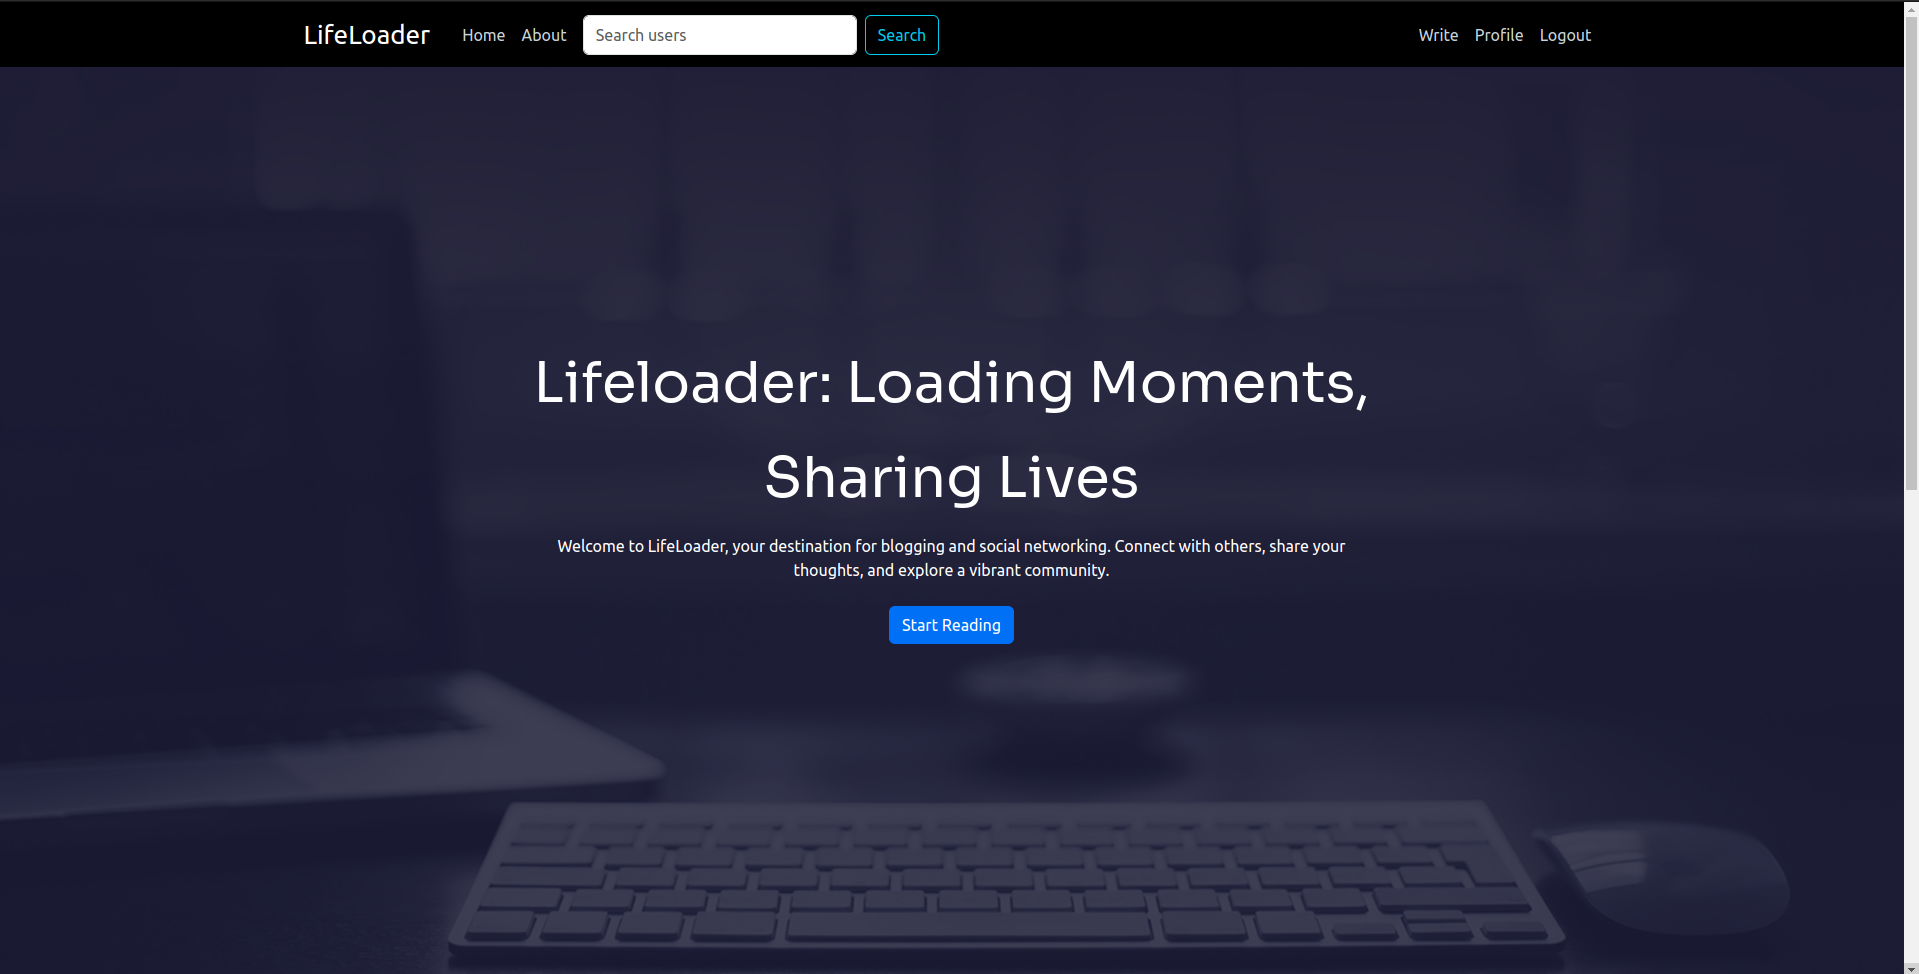 LifeLoader Home About Search users Search Write Profile Logout
Lifeloader: Loading Moments,
Sharing Lives
Welcome to LifeLoader, your destination for blogging and social networking. Connect with others, share your
thoughts, and explore a vibrant community.
Start Reading